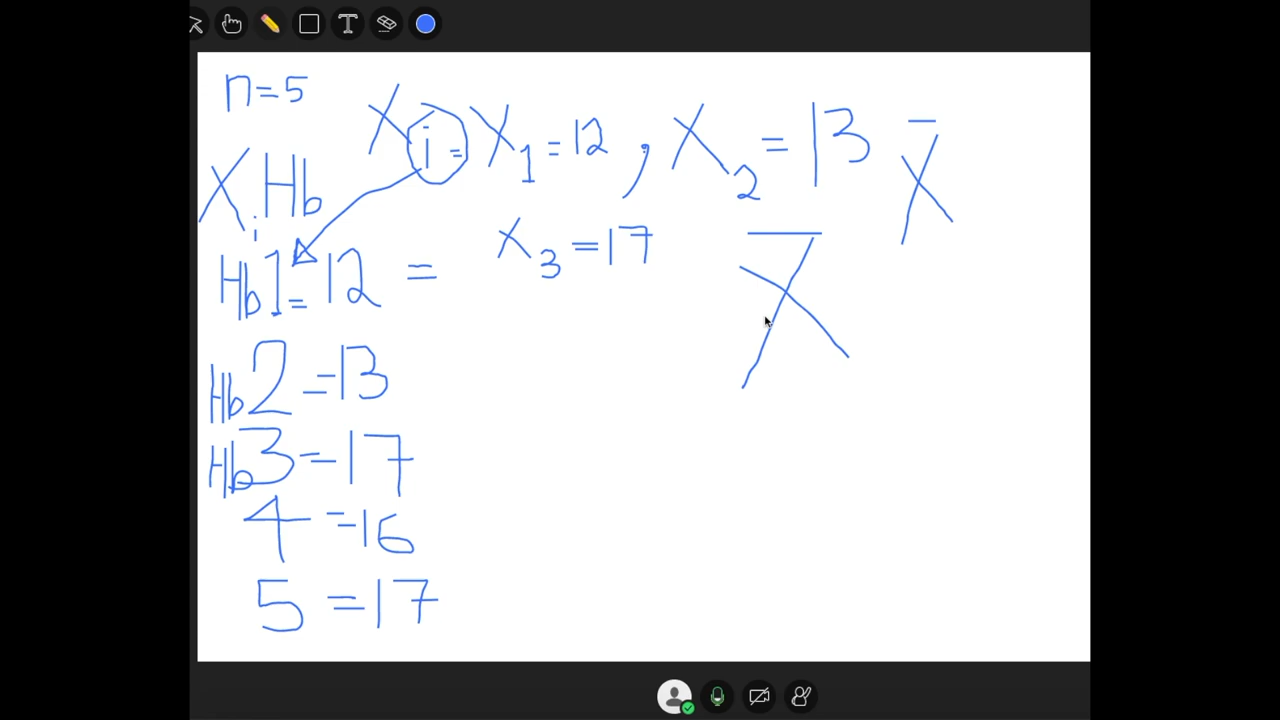 n=5
Xi = X1=12 , X2=13 X̄
Xi Hb
X3=17
X̄
Hb1=12 =
Hb2=13
Hb3=17
4=16
5=17